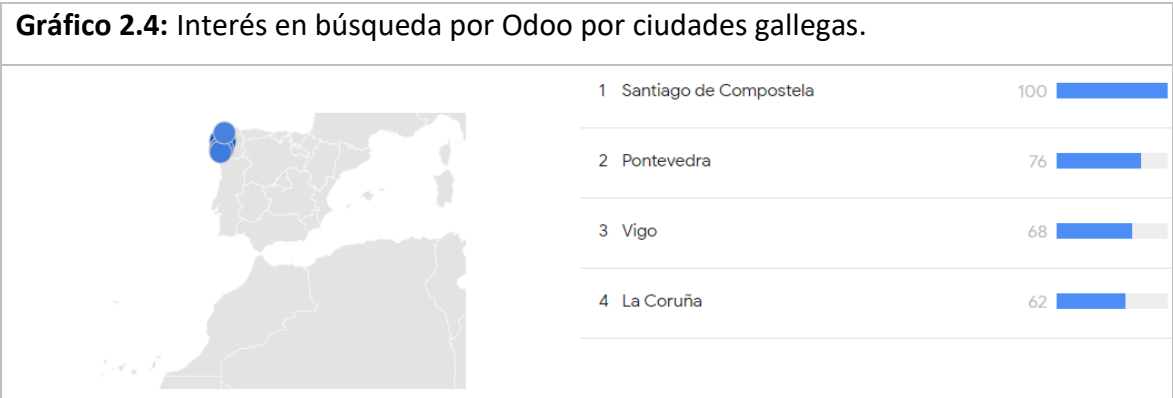 Gráfico 2.4: Interés en búsqueda por Odoo por ciudades gallegas.
1 Santiago de Compostela 100
2 Pontevedra 76
3 Vigo 68
4 La Coruña 62